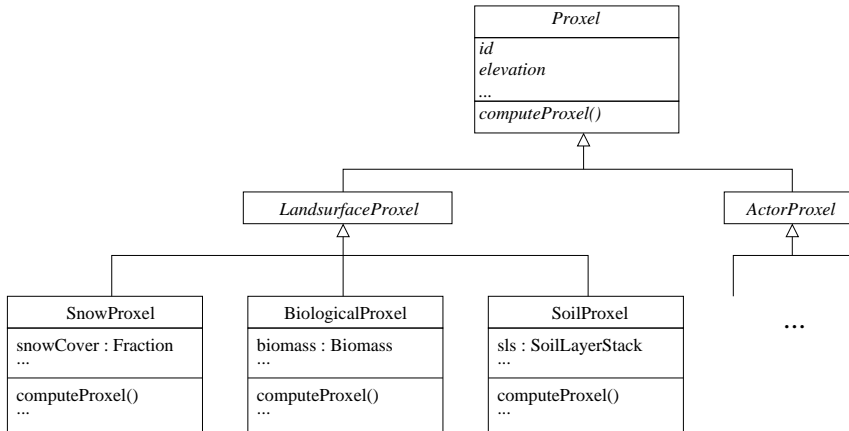 Proxel
id
elevation
...
computeProxel()
LandsurfaceProxel
ActorProxel
SnowProxel
snowCover : Fraction
...
computeProxel()
...
BiologicalProxel
biomass : Biomass
...
computeProxel()
...
SoilProxel
sls : SoilLayerStack
...
computeProxel()
...
...